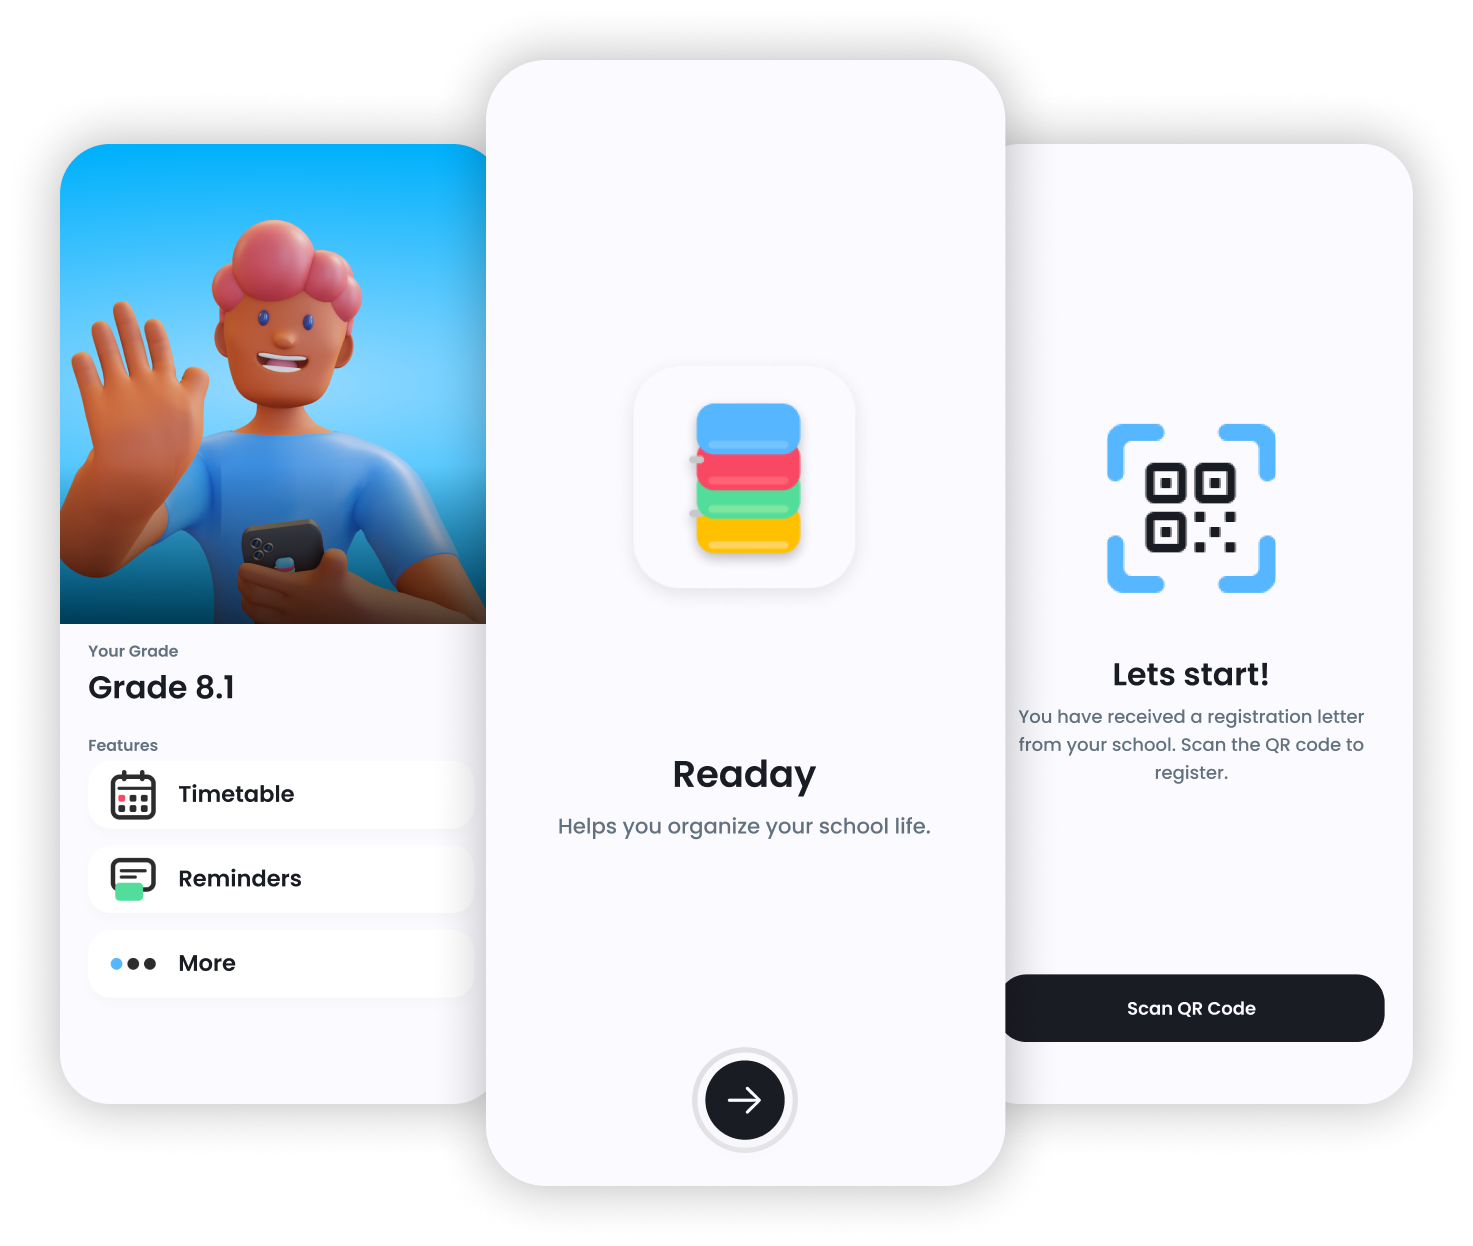 Your Grade
Grade 8.1
Features
Timetable
Reminders
More
Readay
Helps you organize your school life.
Lets start!
You have received a registration letter
from your school. Scan the QR code to
register.
Scan QR Code